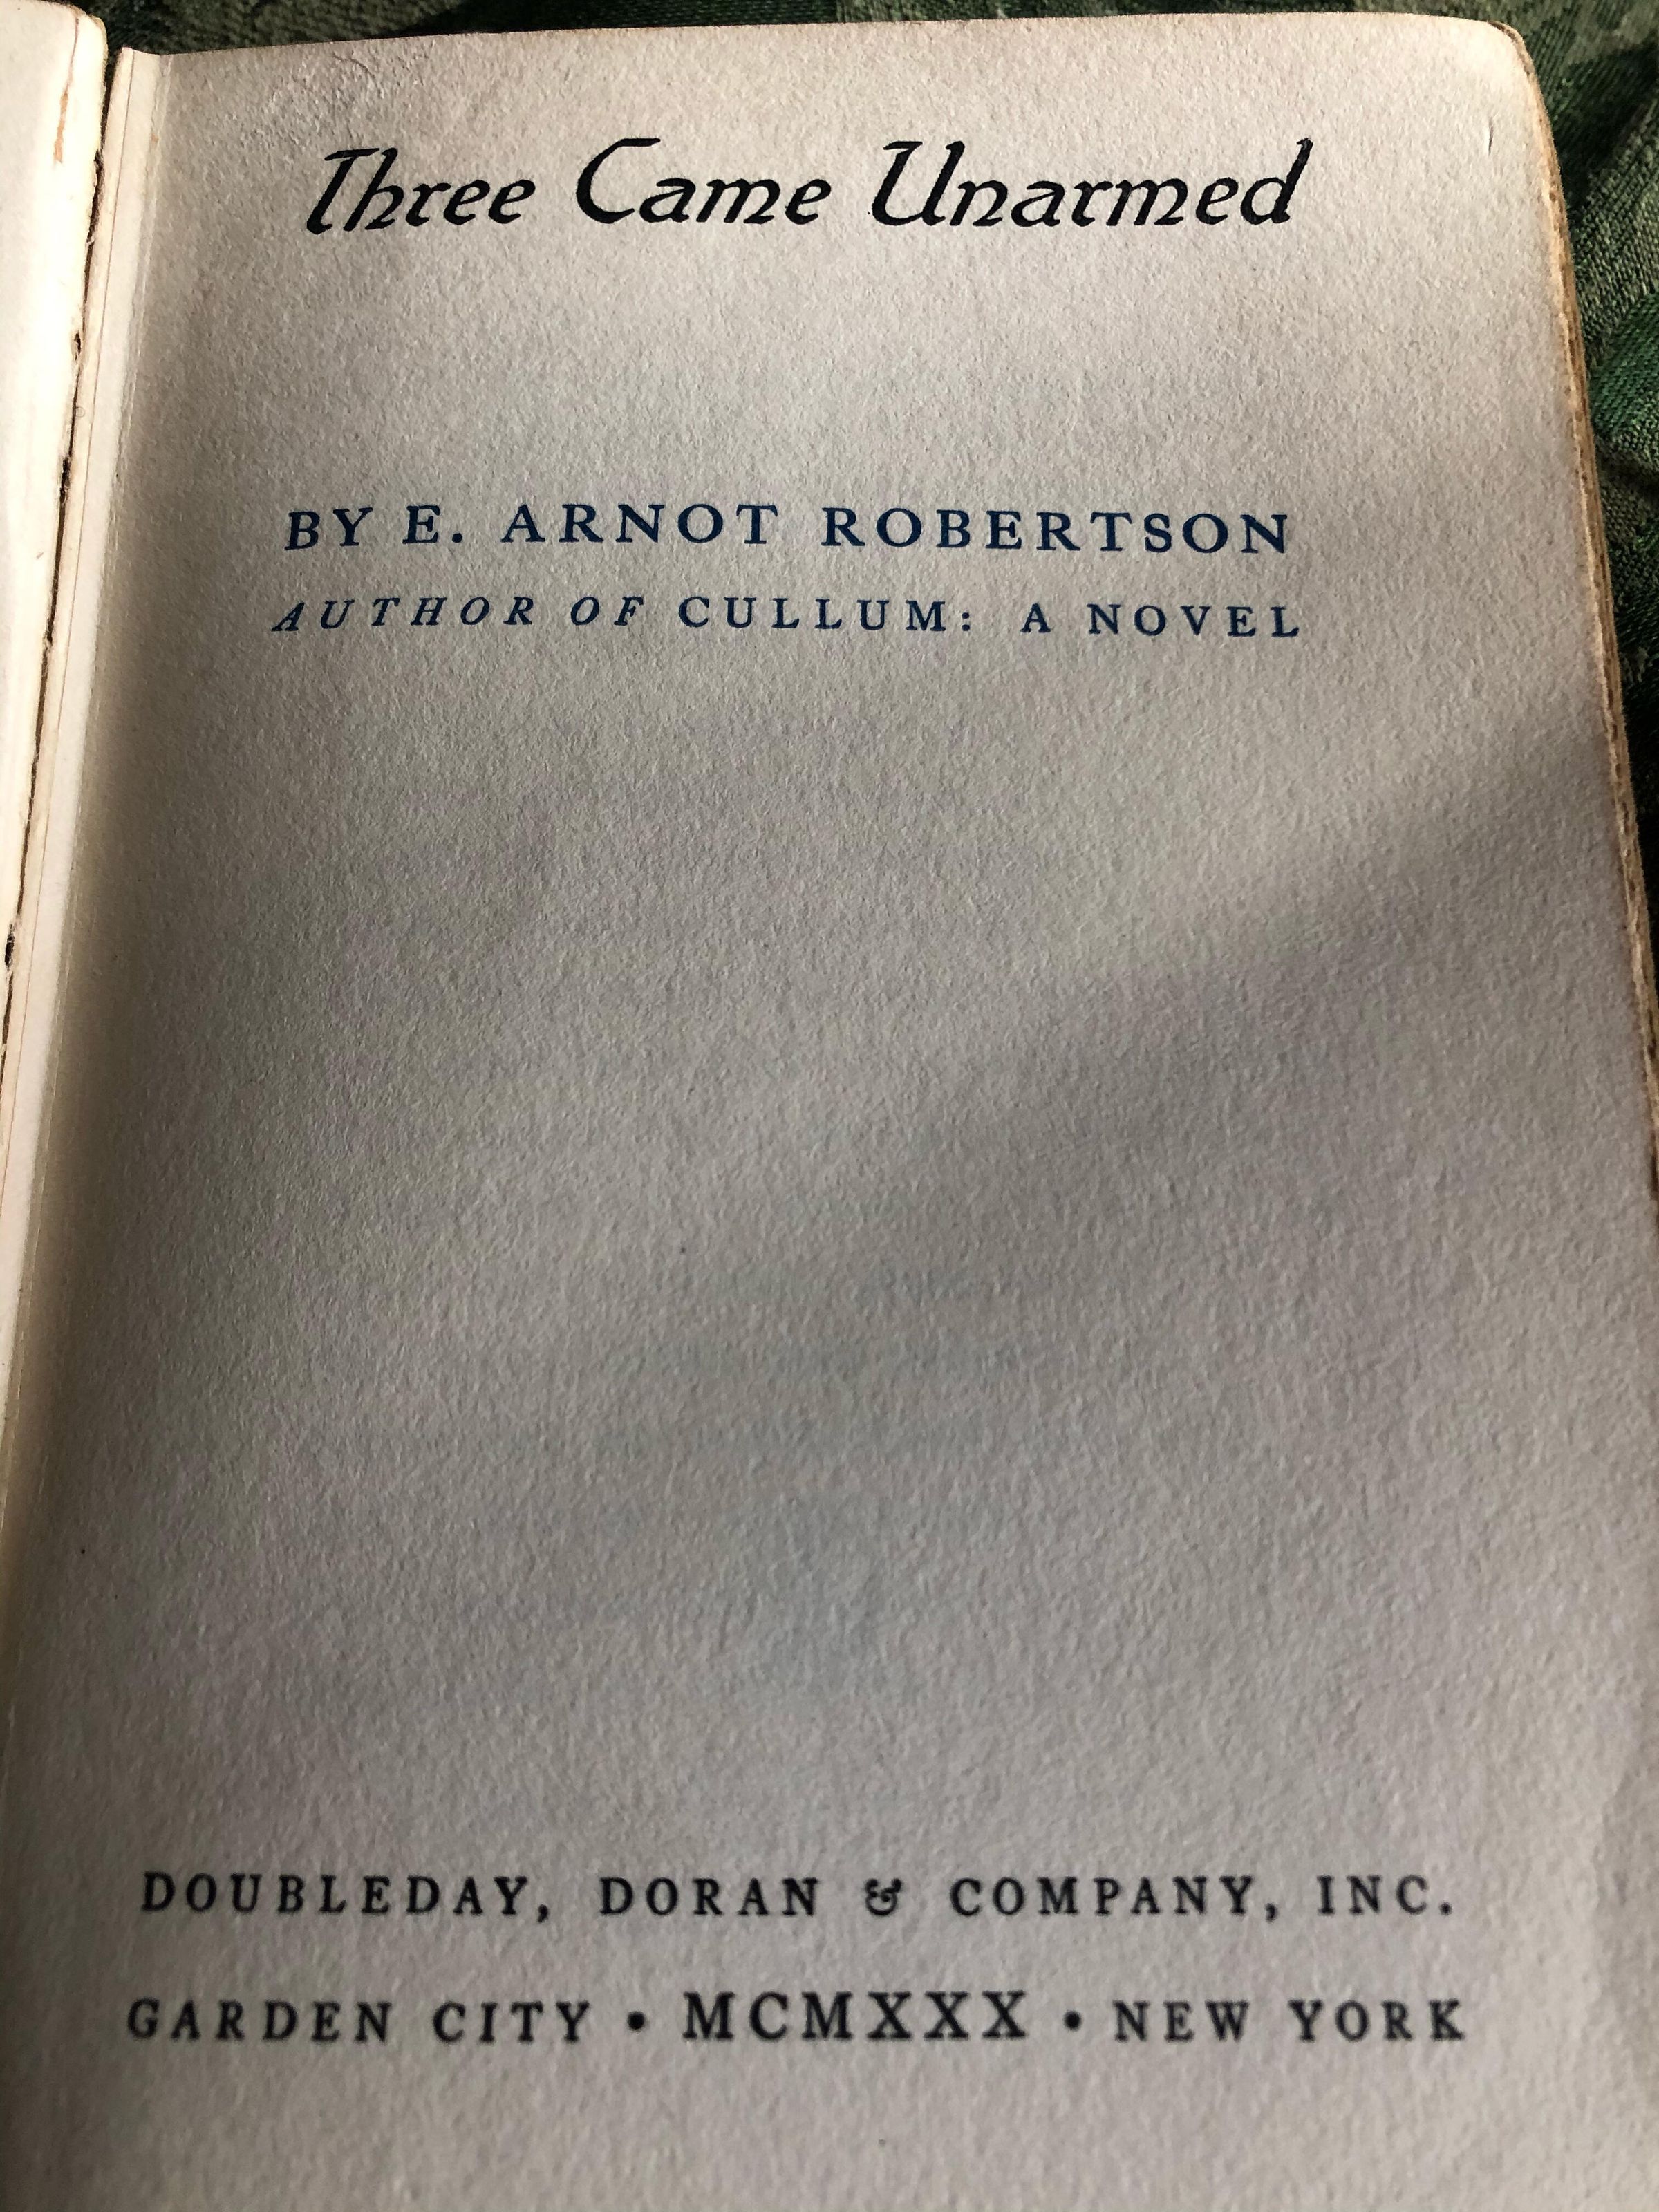 Three Came Unarmed
BY E. ARNOT ROBERTSON
AUTHOR OF CULLUM: A NOVEL
DOUBLEDAY, DORAN & COMPANY, INC.
GARDEN CITY • MCMXXX • NEW YORK